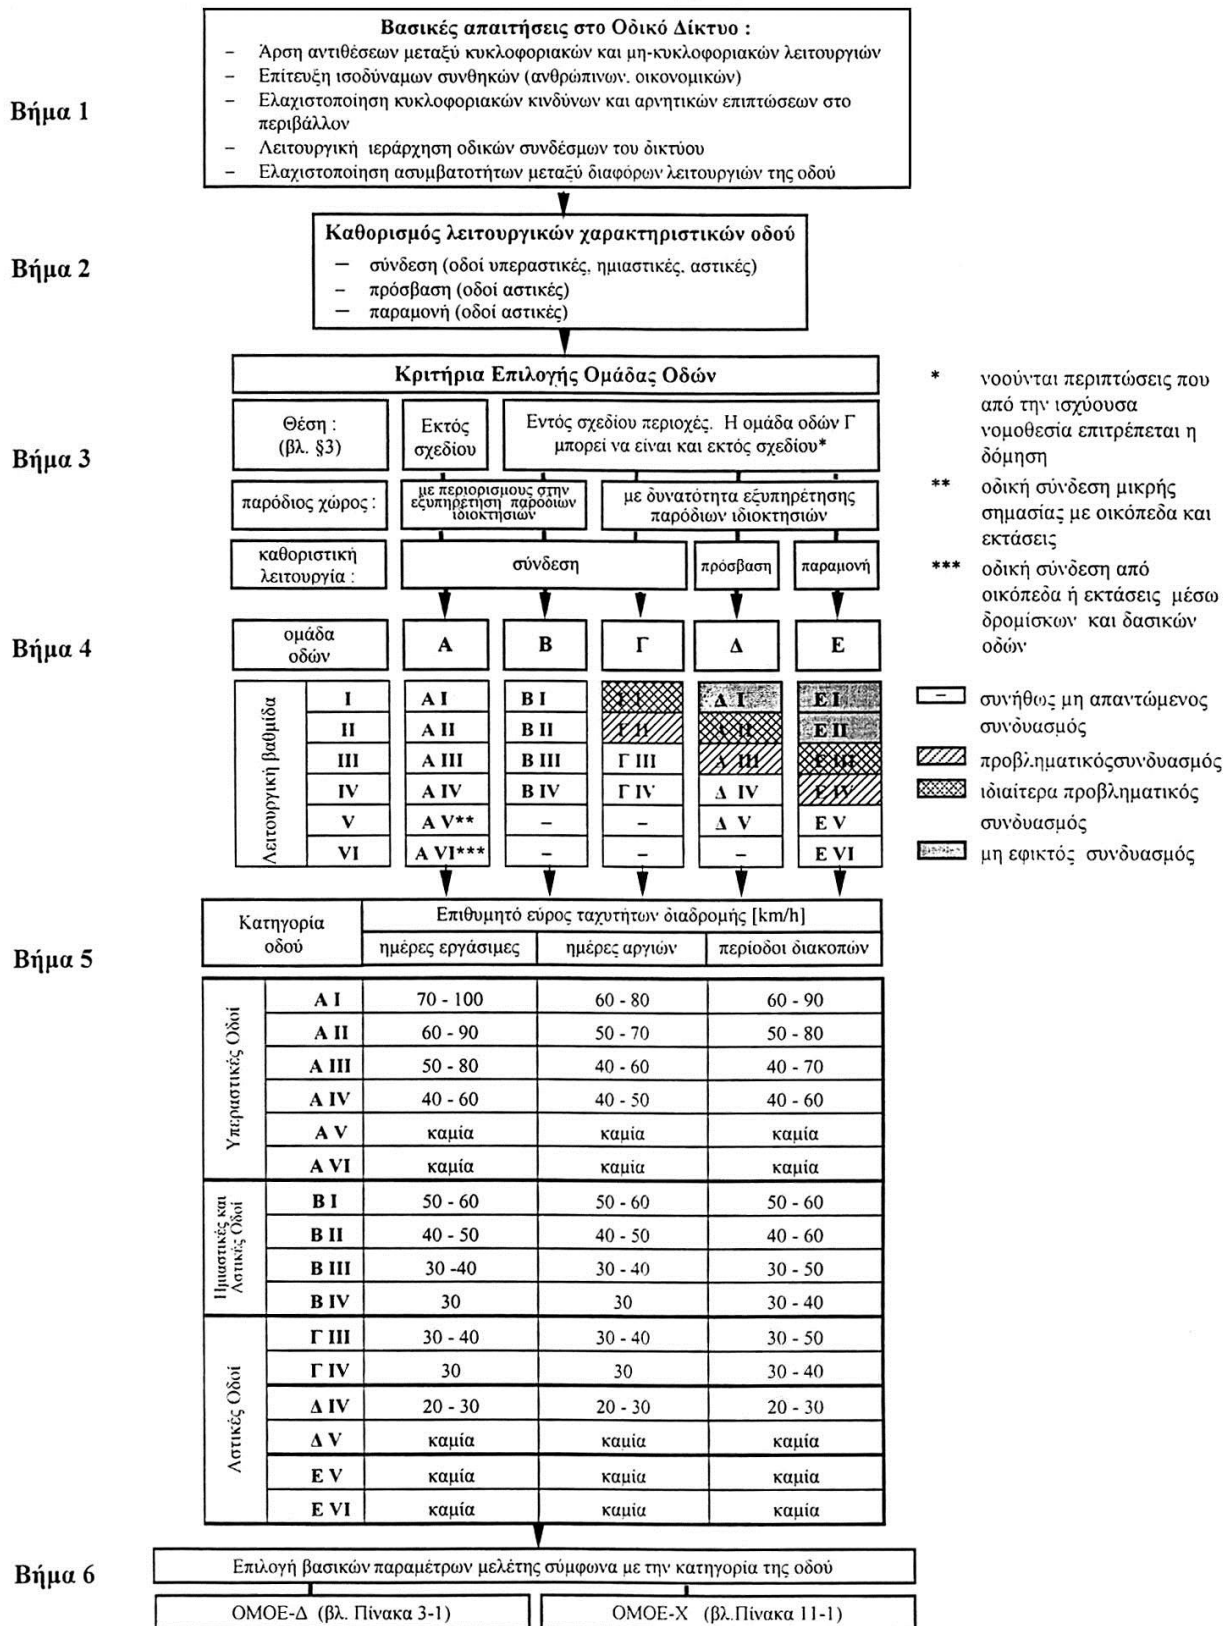 Βήμα 1
Βασικές απαιτήσεις στο Οδικό Δίκτυο :
– Άρση αντιθέσεων μεταξύ κυκλοφοριακών και μη-κυκλοφοριακών λειτουργιών
– Επίτευξη ισοδύναμων συνθηκών (ανθρώπινων. οικονομικών)
– Ελαχιστοποίηση κυκλοφοριακών κινδύνων και αρνητικών επιπτώσεων στο
περιβάλλον
– Λειτουργική ιεράρχηση οδικών συνδέσμων του δικτύου
– Ελαχιστοποίηση ασυμβατοτήτων μεταξύ διαφόρων λειτουργιών της οδού
Βήμα 2
Καθορισμός λειτουργικών χαρακτηριστικών οδού
– σύνδεση (οδοί υπεραστικές, ημιαστικές. αστικές)
– πρόσβαση (οδοί αστικές)
– παραμονή (οδοί αστικές)
Βήμα 3
Κριτήρια Επιλογής Ομάδας Οδών
Θέση :
(βλ. §3)
Εκτός
σχεδίου
Εντός σχεδίου περιοχές. Η ομάδα οδών Γ
μπορεί να είναι και εκτός σχεδίου*
παρόδιος χώρος :
με περιορισμους στην
εξυπηρέτηση παρόδιων
ιδιοκτησιών
με δυνατότητα εξυπηρέτησης
παρόδιων ιδιοκτησιών
καθοριστική
λειτουργία :
σύνδεση
πρόσβαση
παραμονή
* νοούνται περιπτώσεις που
από την ισχύουσα
νομοθεσία επιτρέπεται η
δόμηση
** οδική σύνδεση μικρής
σημασίας με οικόπεδα και
εκτάσεις
*** οδική σύνδεση από
οικόπεδα ή εκτάσεις μέσω
δρομίσκων και δασικών
οδών
Βήμα 4
ομάδα
οδών
Α Β Γ Δ Ε
Λειτουργική βαθμίδα
I Α I Β I Γ I Δ I Ε I
II Α II Β II Γ II Δ II Ε II
III Α III Β III Γ III Δ III Ε III
IV Α IV Β IV Γ IV Δ IV Ε IV
V Α V** – – Δ V Ε V
VI Α VI*** – – – Ε VI
– συνήθως μη απαντώμενος
συνδυασμός
προβληματικόςσυνδυασμός
ιδιαίτερα προβληματικός
συνδυασμός
μη εφικτός συνδυασμός
Βήμα 5
Κατηγορία
οδού
Επιθυμητό εύρος ταχυτήτων διαδρομής [km/h]
ημέρες εργάσιμες ημέρες αργιών περίοδοι διακοπών
Υπεραστικές Οδοί
Α I 70 - 100 60 - 80 60 - 90
Α II 60 - 90 50 - 70 50 - 80
Α III 50 - 80 40 - 60 40 - 70
Α IV 40 - 60 40 - 50 40 - 60
Α V καμία καμία καμία
Α VI καμία καμία καμία
Ημιαστικές και
Αστικές Οδοί
Β I 50 - 60 50 - 60 50 - 60
Β II 40 - 50 40 - 50 40 - 60
Β III 30 -40 30 - 40 30 - 50
Β IV 30 30 30 - 40
Αστικές Οδοί
Γ III 30 - 40 30 - 40 30 - 50
Γ IV 30 30 30 - 40
Δ IV 20 - 30 20 - 30 20 - 30
Δ V καμία καμία καμία
Ε V καμία καμία καμία
Ε VI καμία καμία καμία
Βήμα 6
Επιλογή βασικών παραμέτρων μελέτης σύμφωνα με την κατηγορία της οδού
ΟΜΟΕ-Δ (βλ. Πίνακα 3-1)
ΟΜΟΕ-Χ (βλ.Πίνακα 11-1)